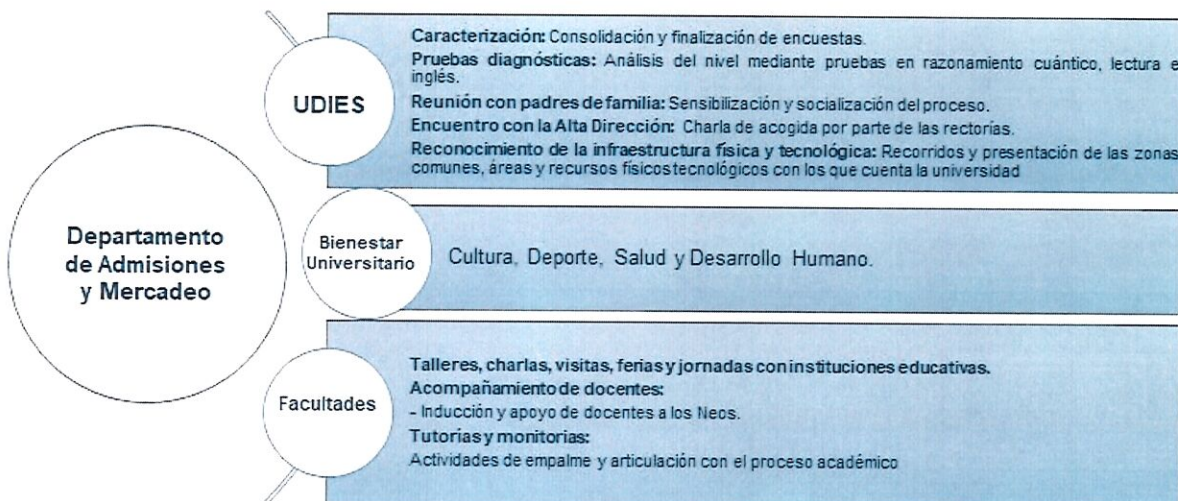 Departamento
de Admisiones
y Mercadeo
UDIES
Caracterización: Consolidación y finalización de encuestas.
Pruebas diagnósticas: Análisis del nivel mediante pruebas en razonamiento cuántico, lectura e
inglés.
Reunión con padres de familia: Sensibilización y socialización del proceso.
Encuentro con la Alta Dirección: Charla de acogida por parte de las rectorías.
Reconocimiento de la infraestructura física y tecnológica: Recorridos y presentación de las zonas
comunes, áreas y recursos físicos tecnológicos con los que cuenta la universidad
Bienestar
Universitario
Cultura, Deporte, Salud y Desarrollo Humano.
Facultades
Talleres, charlas, visitas, ferias y jornadas con instituciones educativas.
Acompañamiento de docentes:
- Inducción y apoyo de docentes a los Neos.
Tutorías y monitorias:
Actividades de empalme y articulación con el proceso académico